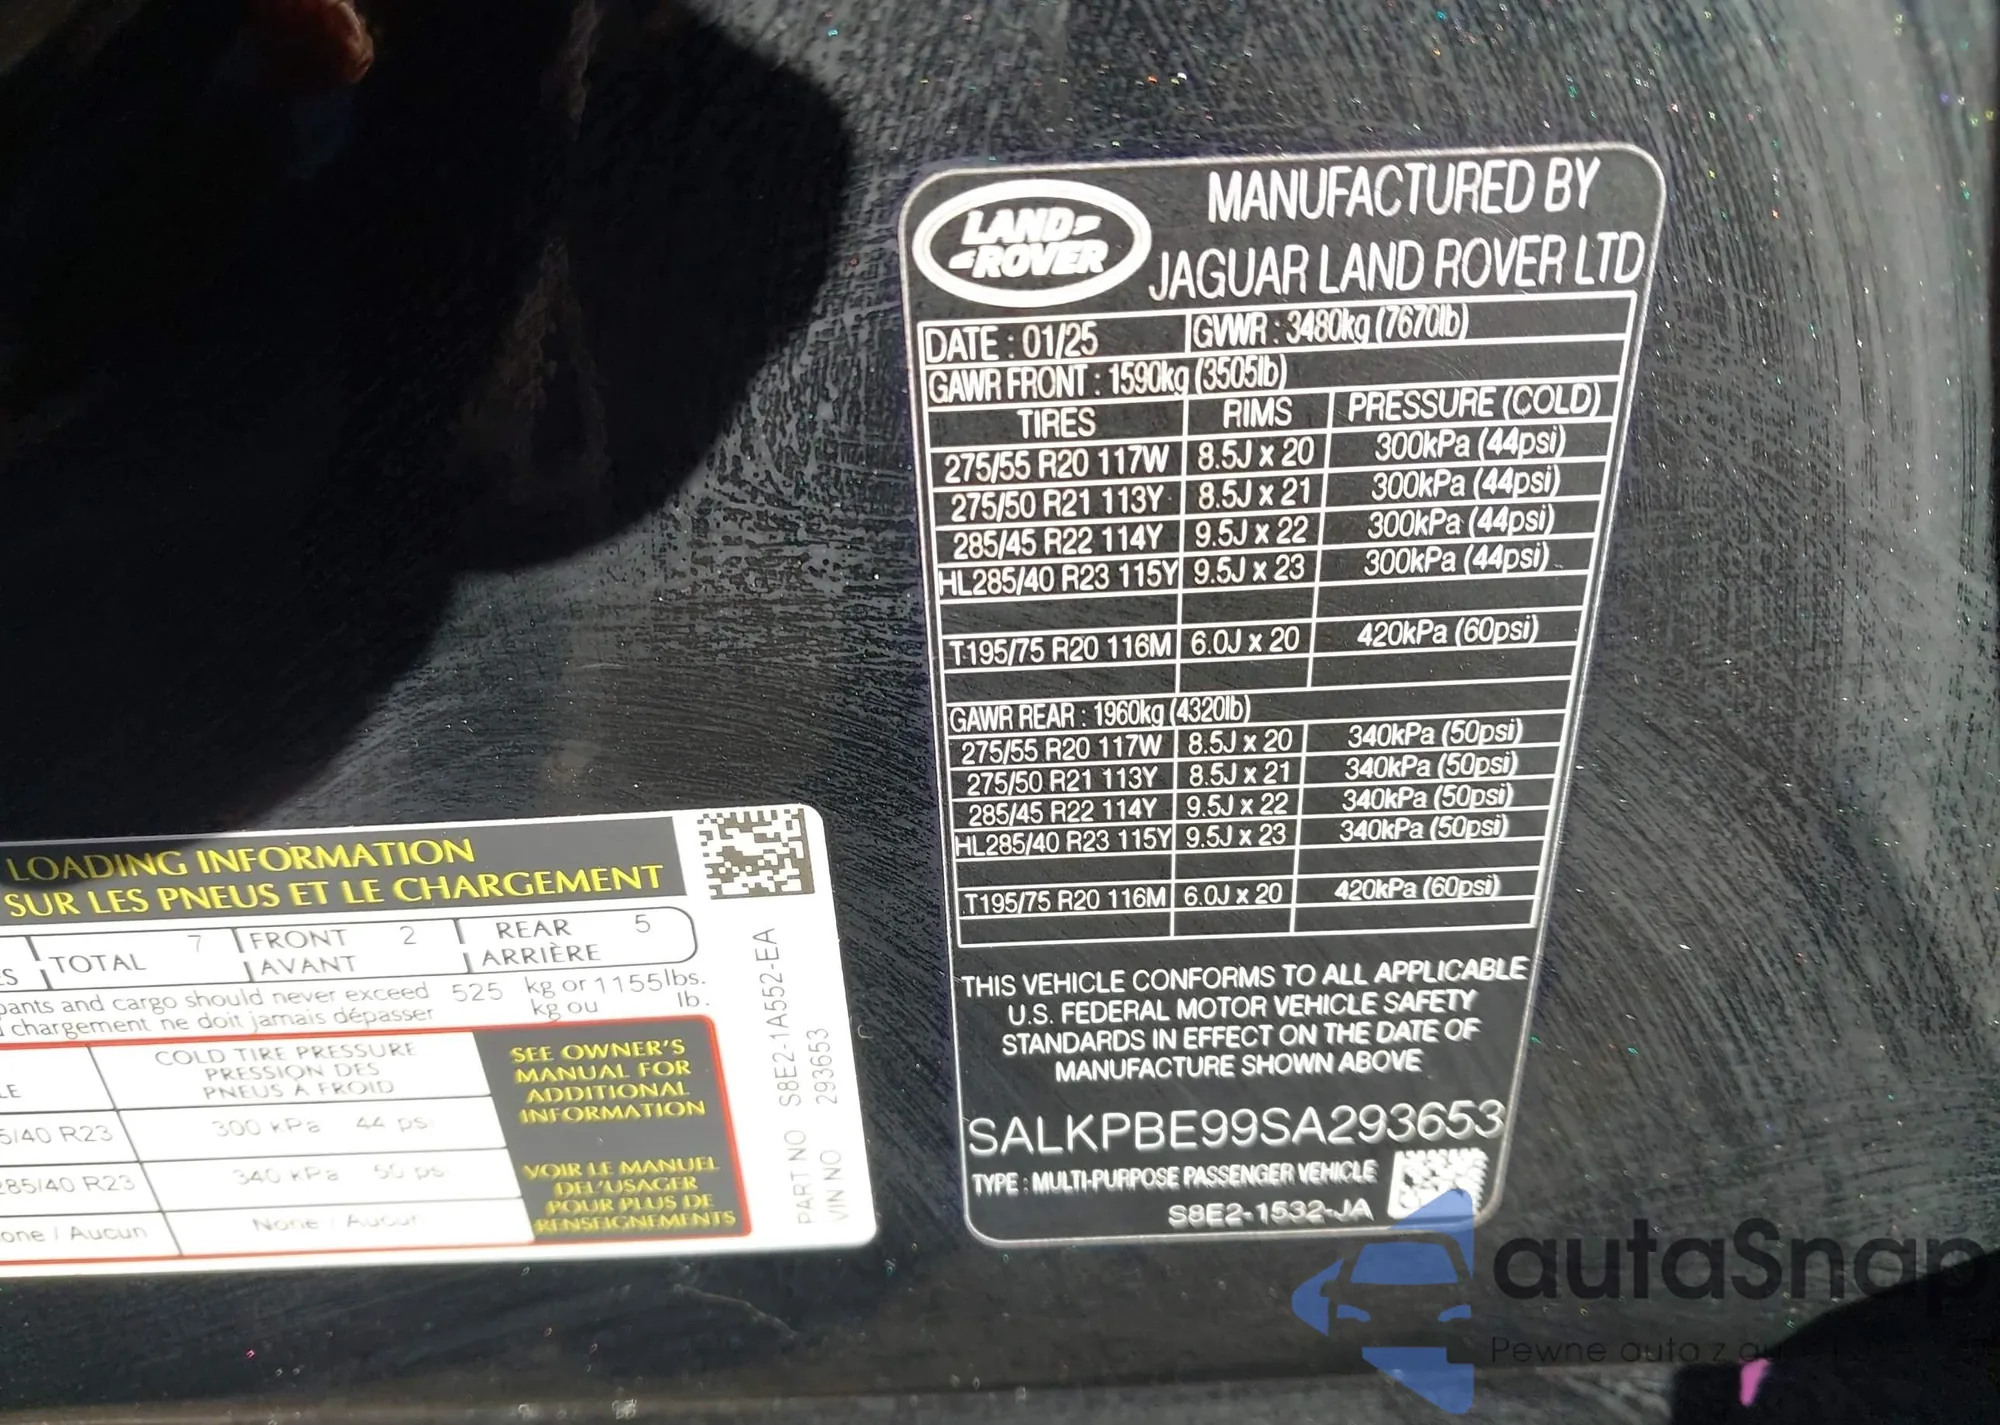 LAND-
-ROVER
MANUFACTURED BY
JAGUAR LAND ROVER LTD
DATE : 01/25 GVWR : 3480kg (7670lb)
GAWR FRONT : 1590kg (3505lb)
TIRES RIMS PRESSURE (COLD)
275/55 R20 117W 8.5J x 20 300kPa (44psi)
275/50 R21 113Y 8.5J x 21 300kPa (44psi)
285/45 R22 114Y 9.5J x 22 300kPa (44psi)
HL285/40 R23 115Y 9.5J x 23 300kPa (44psi)
T195/75 R20 116M 6.0J x 20 420kPa (60psi)
GAWR REAR : 1960kg (4320lb)
275/55 R20 117W 8.5J x 20 340kPa (50psi)
275/50 R21 113Y 8.5J x 21 340kPa (50psi)
285/45 R22 114Y 9.5J x 22 340kPa (50psi)
HL285/40 R23 115Y 9.5J x 23 340kPa (50psi)
T195/75 R20 116M 6.0J x 20 420kPa (60psi)
THIS VEHICLE CONFORMS TO ALL APPLICABLE
U.S. FEDERAL MOTOR VEHICLE SAFETY
STANDARDS IN EFFECT ON THE DATE OF
MANUFACTURE SHOWN ABOVE
SALKPBE99SA293653
TYPE : MULTI-PURPOSE PASSENGER VEHICLE
S8E2-1532-JA
LOADING INFORMATION
SUR LES PNEUS ET LE CHARGEMENT
TOTAL 7 FRONT 2 REAR 5
AVANT ARRIÈRE
and cargo should never exceed 525 kg or 1155 lbs.
chargement ne doit jamais dépasser kg ou lb.
COLD TIRE PRESSURE
PRESSION DES
PNEUS A FROID
5/40 R23 300 kPa 44 psi
285/40 R23 340 kPa 50 psi
/ Aucun None / Aucun
SEE OWNER'S
MANUAL FOR
ADDITIONAL
INFORMATION
VOIR LE MANUEL
DEL'USAGER
POUR PLUS DE
RENSEIGNEMENTS
PART NO S8E2-1A552-EA
VIN NO 293653
autaSnap
Pewne auto z